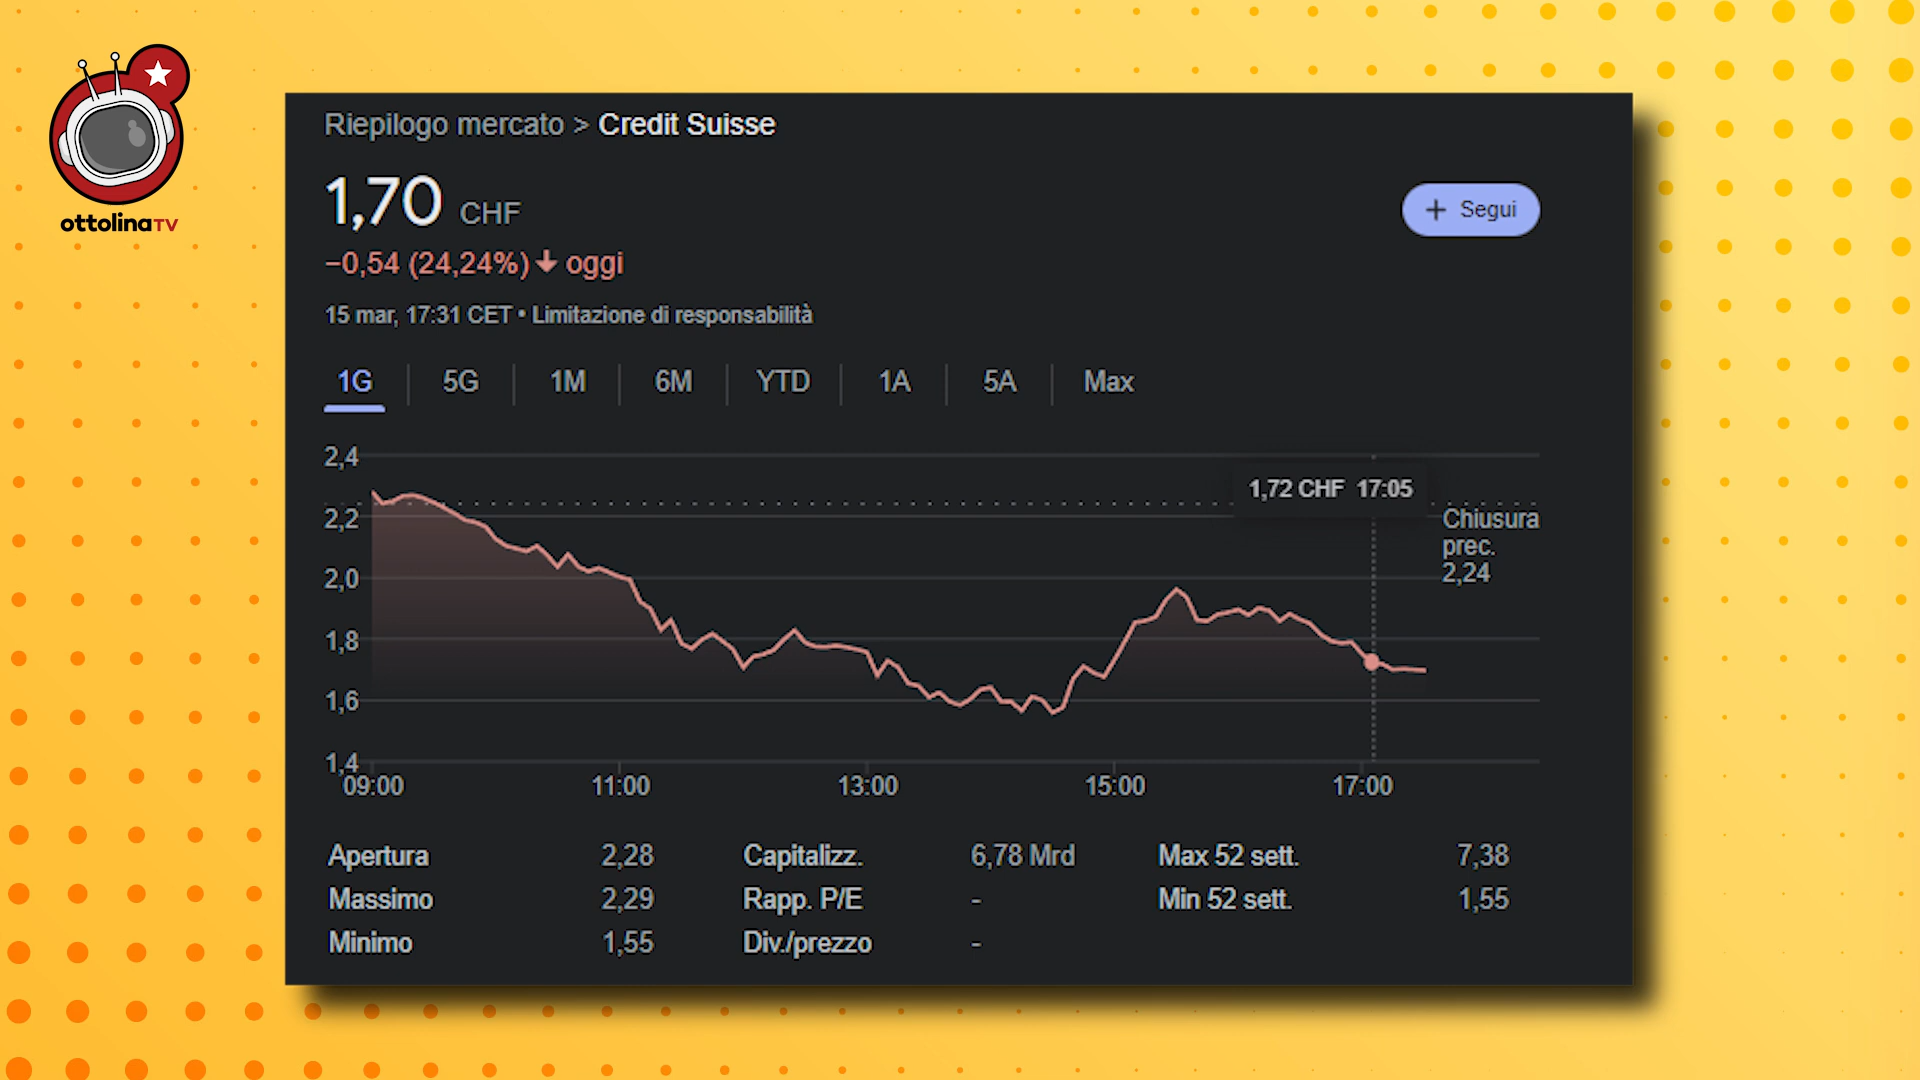 ottolinaTV
Riepilogo mercato > Credit Suisse
1,70 CHF
+ Segui
−0,54 (24,24%) ↓ oggi
15 mar, 17:31 CET • Limitazione di responsabilità
1G 5G 1M 6M YTD 1A 5A Max
2,4
1,72 CHF 17:05
2,2
Chiusura
prec.
2,24
2,0
1,8
1,6
1,4
09:00 11:00 13:00 15:00 17:00
Apertura 2,28 Capitalizz. 6,78 Mrd Max 52 sett. 7,38
Massimo 2,29 Rapp. P/E - Min 52 sett. 1,55
Minimo 1,55 Div./prezzo -